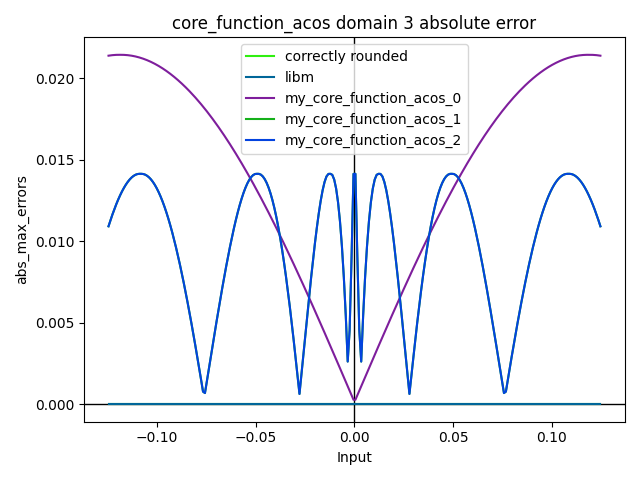 core_function_acos domain 3 absolute error
correctly rounded
libm
my_core_function_acos_0
my_core_function_acos_1
my_core_function_acos_2
abs_max_errors
0.020
0.015
0.010
0.005
0.000
−0.10
−0.05
0.00
0.05
0.10
Input